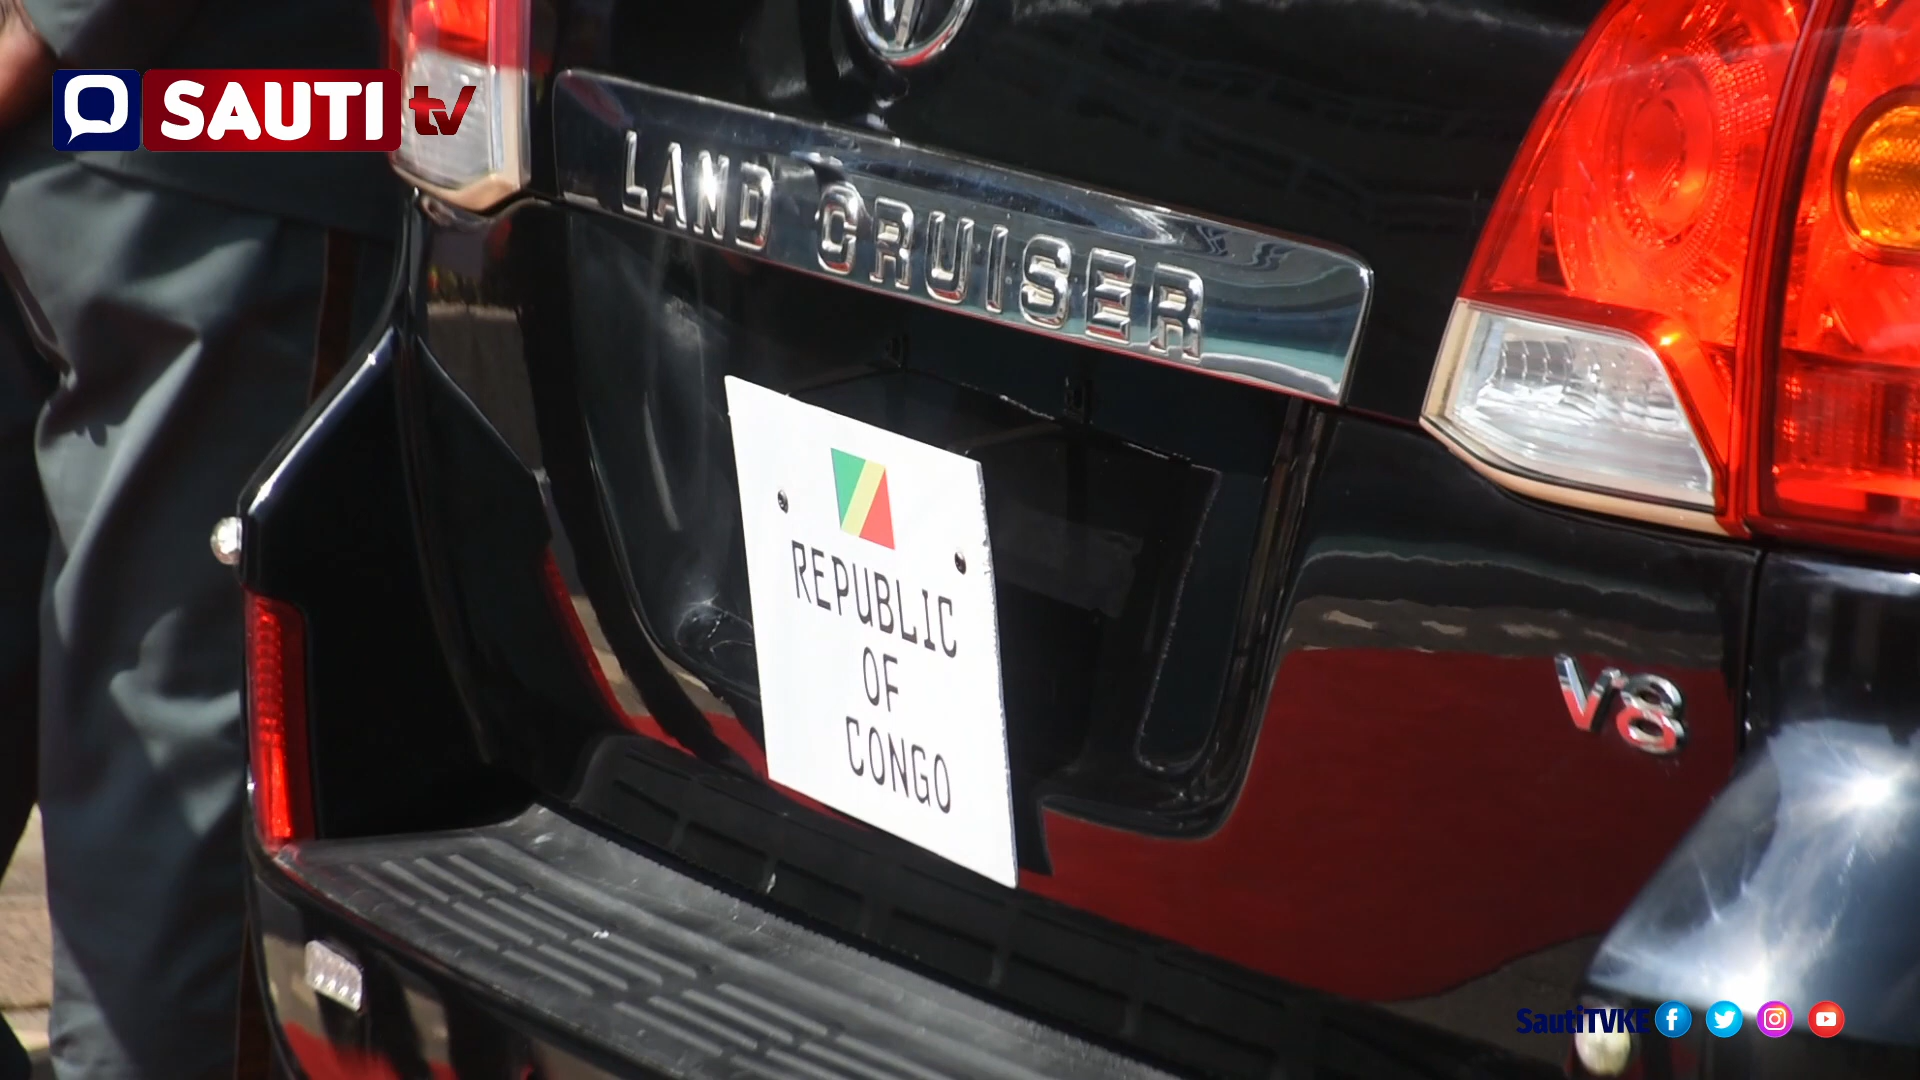 SAUTI tv
LAND CRUISER
REPUBLIC
OF
CONGO
V8
SautiTVKE